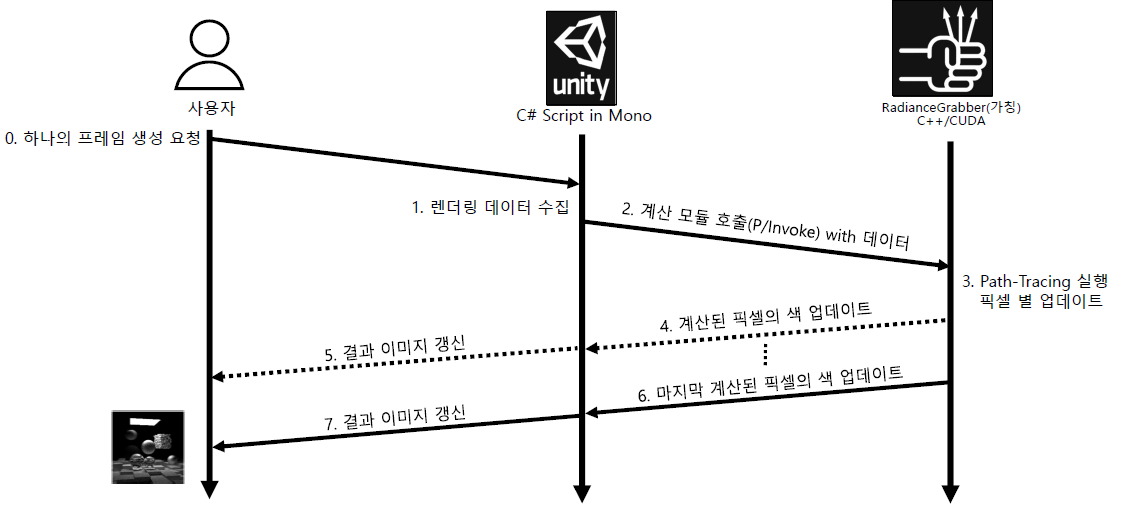 unity
사용자
C# Script in Mono
RadianceGrabber(가칭)
C++/CUDA
0. 하나의 프레임 생성 요청
1. 렌더링 데이터 수집
2. 계산 모듈 호출(P/Invoke) with 데이터
3. Path-Tracing 실행
픽셀 별 업데이트
4. 계산된 픽셀의 색 업데이트
5. 결과 이미지 갱신
6. 마지막 계산된 픽셀의 색 업데이트
7. 결과 이미지 갱신